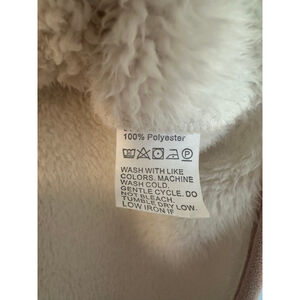 100% Polyester
WASH WITH LIKE
COLORS. MACHINE
WASH COLD.
GENTLE CYCLE. DO
NOT BLEACH.
TUMBLE DRY LOW.
LOW IRON IF